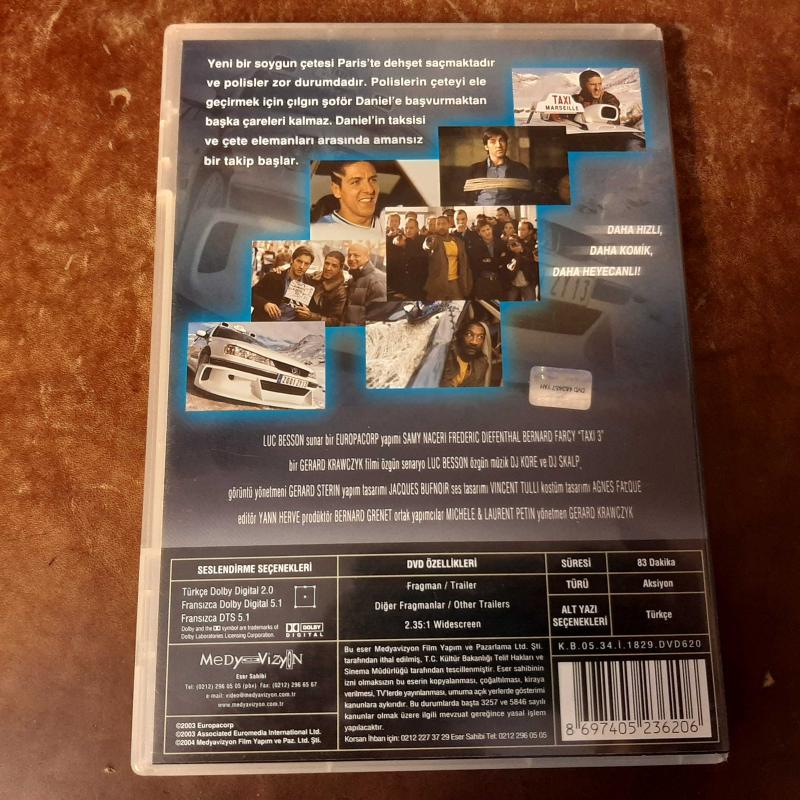 Yeni bir soygun çetesi Paris'te dehşet saçmaktadır
ve polisler zor durumdadır. Polislerin çeteyi ele
geçirmek için çılgın şoför Daniel'e başvurmaktan
başka çareleri kalmaz. Daniel'in taksisi
ve çete elemanları arasında amansız
bir takip başlar.
TAXI
MARSEILLE
DAHA HIZLI,
DAHA KOMİK,
DAHA HEYECANLI!
LUC BESSON sunar bir EUROPACORP yapımı SAMY NACERI FREDERIC DIEFENTHAL BERNARD FARCY "TAXI 3"
bir GERARD KRAWCZYK filmi özgün senaryo LUC BESSON özgün müzik DJ KORE ve DJ SKALP
görüntü yönetmeni GERARD STERIN yapım tasarımı JACQUES BUFNOIR ses tasarımı VINCENT TULLI kostüm tasarımı AGNES FALQUE
editör YANN HERVE prodüktör BERNARD GRENET ortak yapımcılar MICHELE & LAURENT PETIN yönetmen GERARD KRAWCZYK
SESLENDİRME SEÇENEKLERİ
Türkçe Dolby Digital 2.0
Fransızca Dolby Digital 5.1
Fransızca DTS 5.1
Dolby and the DD symbol are trademarks of
Dolby Laboratories Licensing Corporation.
DOLBY
DIGITAL
DVD ÖZELLİKLERİ
Fragman / Trailer
Diğer Fragmanlar / Other Trailers
2.35:1 Widescreen
SÜRESİ 83 Dakika
TÜRÜ Aksiyon
ALT YAZI
SEÇENEKLERİ Türkçe
MEDYAVİZYON
Eser Sahibi
Tel: (0212) 296 05 05 (pbx) Fax: (0212) 296 65 67
e-mail: video@medyavizyon.com.tr
www.medyavizyon.com.tr
©2003 Europacorp
©2003 Associated Euromedia International Ltd.
©2004 Medyavizyon Film Yapım ve Paz. Ltd. Şti.
Bu eser Medyavizyon Film Yapım ve Pazarlama Ltd. Şti.
tarafından ithal edilmiş, T.C. Kültür Bakanlığı Telif Hakları ve
Sinema Müdürlüğü tarafından tescillenmiştir. Eser sahibinin
izni olmaksızın bu eserin kopyalanması, çoğaltılması, kiraya
verilmesi, TV'lerde yayınlanması, umuma açık yerlerde gösterimi
kanunlara aykırıdır. Bu durumlarda başta 3257 ve 5846 sayılı
kanunlar olmak üzere ilgili mevzuat gereğince yasal işlem
yapılacaktır.
Korsan İhbarı için: 0212 227 37 29 Eser Sahibi Tel: 0212 296 05 05
K.B.05.34.İ.1829.DVD620
8 697405 236206